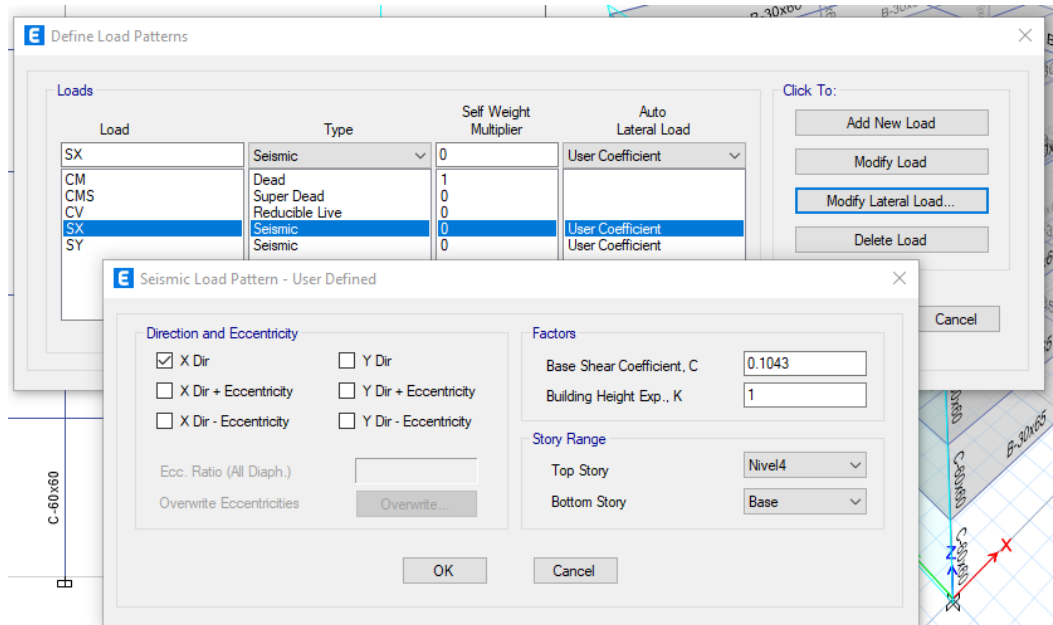 B-30x60
E Define Load Patterns
Loads
Click To:
Load Type Self Weight Multiplier Auto Lateral Load
SX Seismic 0 User Coefficient
CM Dead 1
CMS Super Dead 0
CV Reducible Live 0
SX Seismic 0 User Coefficient
SY Seismic 0 User Coefficient
Add New Load
Modify Load
Modify Lateral Load...
Delete Load
Cancel
E Seismic Load Pattern - User Defined
Direction and Eccentricity
X Dir Y Dir
X Dir + Eccentricity Y Dir + Eccentricity
X Dir - Eccentricity Y Dir - Eccentricity
Ecc. Ratio (All Diaph.)
Overwrite Eccentricities Overwrite...
Factors
Base Shear Coefficient, C 0.1043
Building Height Exp., K 1
Story Range
Top Story Nivel4
Bottom Story Base
OK Cancel
C-60x60
B-30x65
C-60x60
C-60x60
Z
X